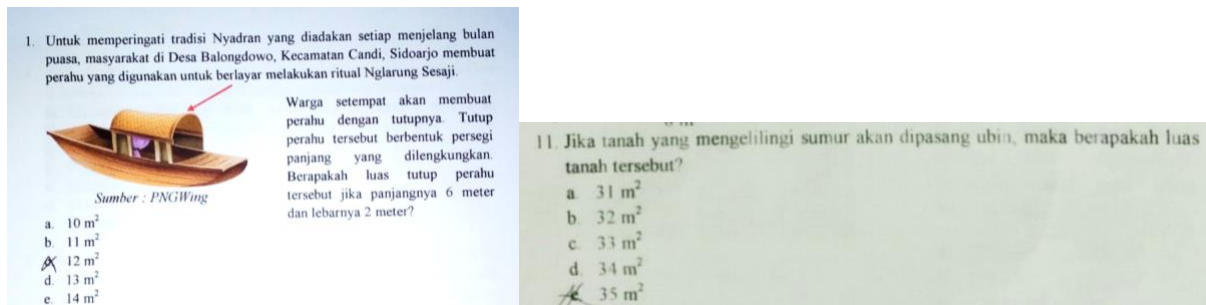 1. Untuk memperingati tradisi Nyadran yang diadakan setiap menjelang bulan
puasa, masyarakat di Desa Balongdowo, Kecamatan Candi, Sidoarjo membuat
perahu yang digunakan untuk berlayar melakukan ritual Nglarung Sesaji.
Warga setempat akan membuat
perahu dengan tutupnya. Tutup
perahu tersebut berbentuk persegi
panjang yang dilengkungkan.
Berapakah luas tutup perahu
tersebut jika panjangnya 6 meter
dan lebarnya 2 meter?
Sumber : PNGWing
a. 10 m²
b. 11 m²
12 m²
d. 13 m²
e. 14 m²
11. Jika tanah yang mengelilingi sumur akan dipasang ubin, maka berapakah luas
tanah tersebut?
a. 31 m²
b. 32 m²
c. 33 m²
d. 34 m²
e. 35 m²